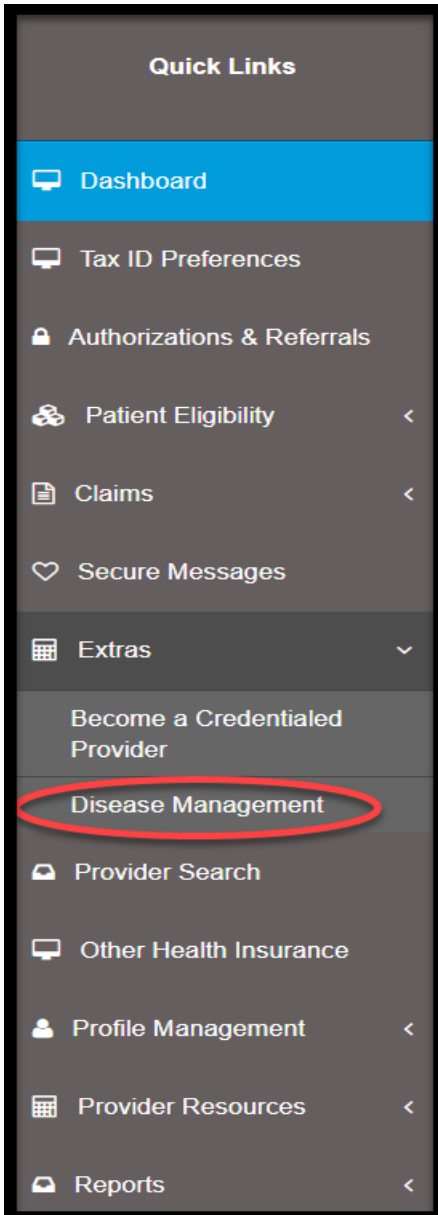 Quick Links
Dashboard
Tax ID Preferences
Authorizations & Referrals
Patient Eligibility
Claims
Secure Messages
Extras
Become a Credentialed
Provider
Disease Management
Provider Search
Other Health Insurance
Profile Management
Provider Resources
Reports